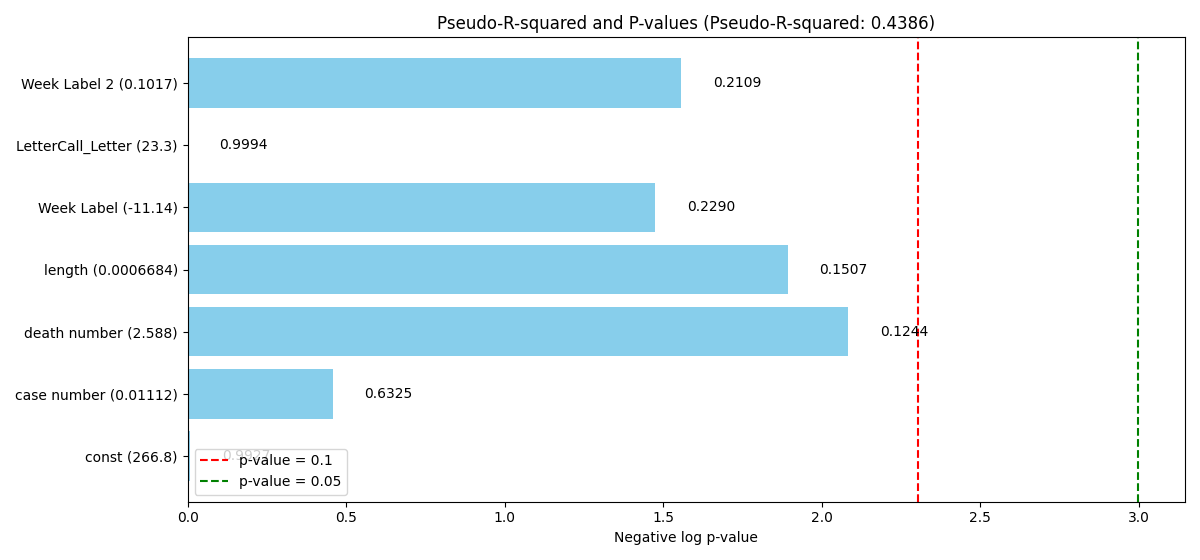 Pseudo-R-squared and P-values (Pseudo-R-squared: 0.4386)
Week Label 2 (0.1017)
0.2109
LetterCall_Letter (23.3)
0.9994
Week Label (-11.14)
0.2290
length (0.0006684)
0.1507
death number (2.588)
0.1244
case number (0.01112)
0.6325
const (266.8)
p-value = 0.1
p-value = 0.05
0.0 0.5 1.0 1.5 2.0 2.5 3.0
Negative log p-value